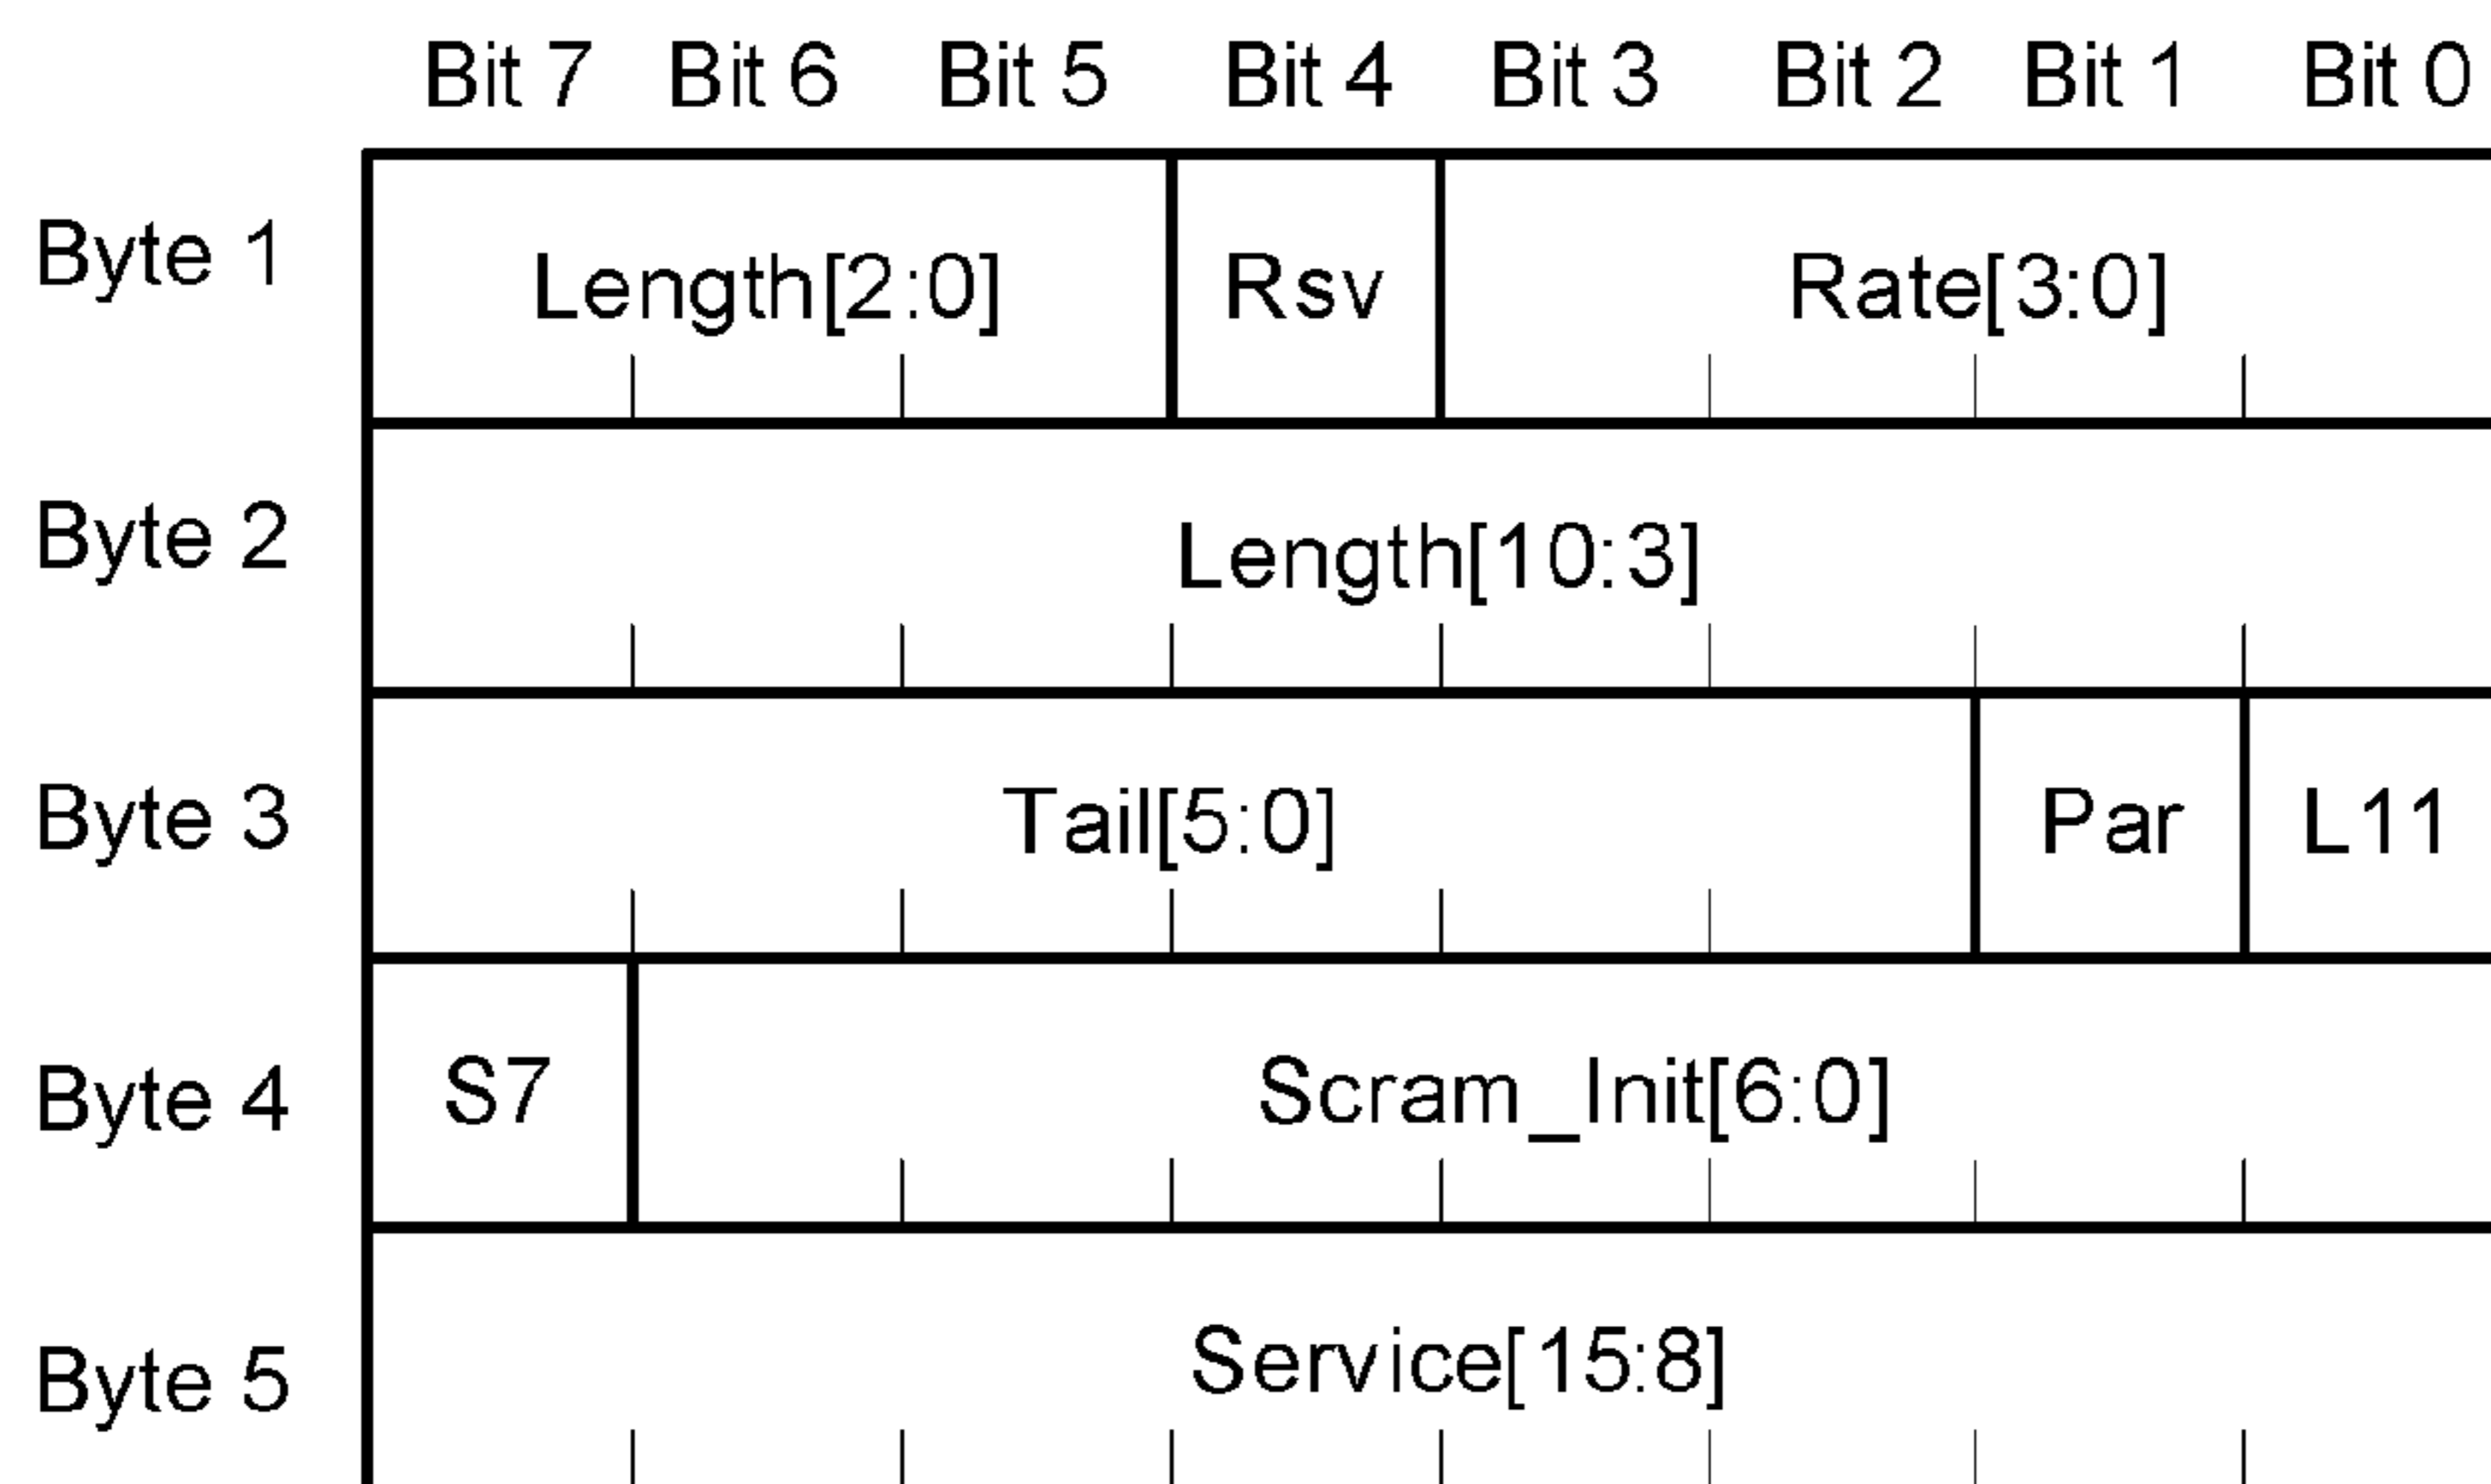 Bit 7 Bit 6 Bit 5 Bit 4 Bit 3 Bit 2 Bit 1 Bit 0
Byte 1 Length[2:0] Rsv Rate[3:0]
Byte 2 Length[10:3]
Byte 3 Tail[5:0] Par L11
Byte 4 S7 Scram_Init[6:0]
Byte 5 Service[15:8]